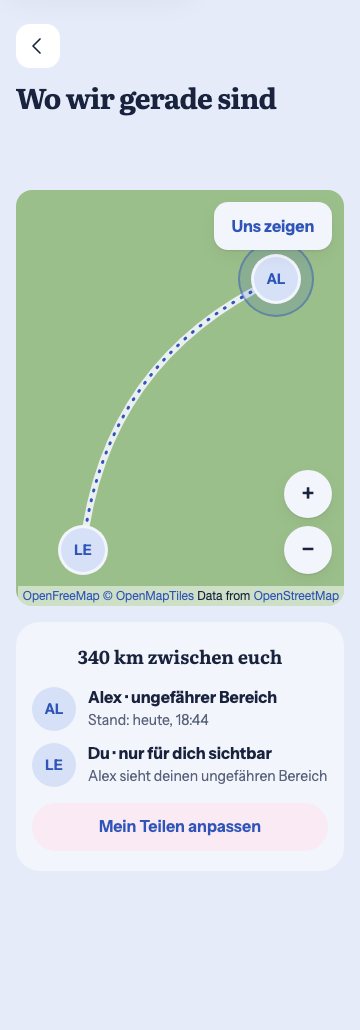 Wo wir gerade sind
Uns zeigen
AL
+
LE
−
OpenFreeMap © OpenMapTiles Data from OpenStreetMap
340 km zwischen euch
AL
Alex · ungefährer Bereich
Stand: heute, 18:44
LE
Du · nur für dich sichtbar
Alex sieht deinen ungefähren Bereich
Mein Teilen anpassen